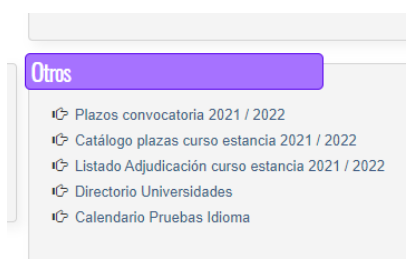 Otros
Plazos convocatoria 2021 / 2022
Catálogo plazas curso estancia 2021 / 2022
Listado Adjudicación curso estancia 2021 / 2022
Directorio Universidades
Calendario Pruebas Idioma